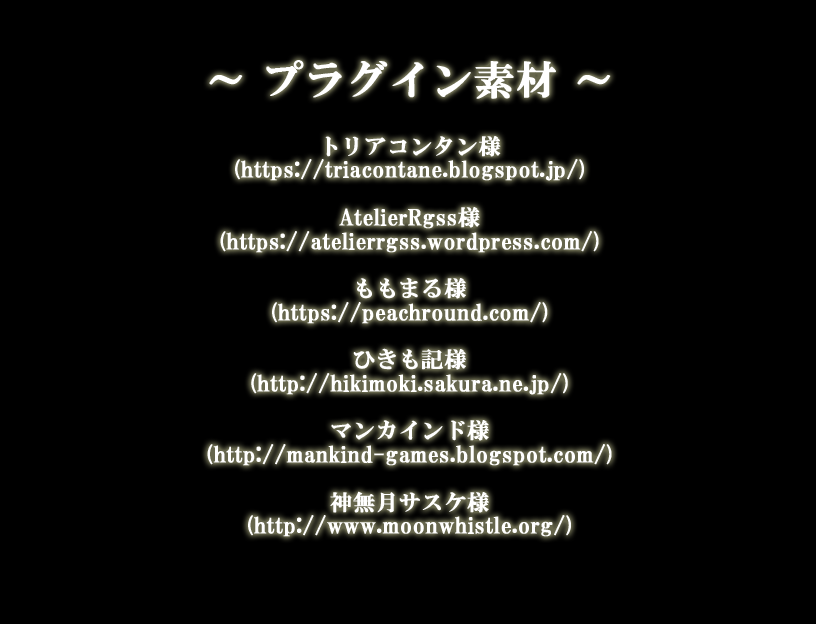 ～ プラグイン素材 ～
トリアコンタン様
(https://triacontane.blogspot.jp/)
AtelierRgss様
(https://atelierrgss.wordpress.com/)
ももまる様
(https://peachround.com/)
ひきも記様
(http://hikimoki.sakura.ne.jp/)
マンカインド様
(http://mankind-games.blogspot.com/)
神無月サスケ様
(http://www.moonwhistle.org/)